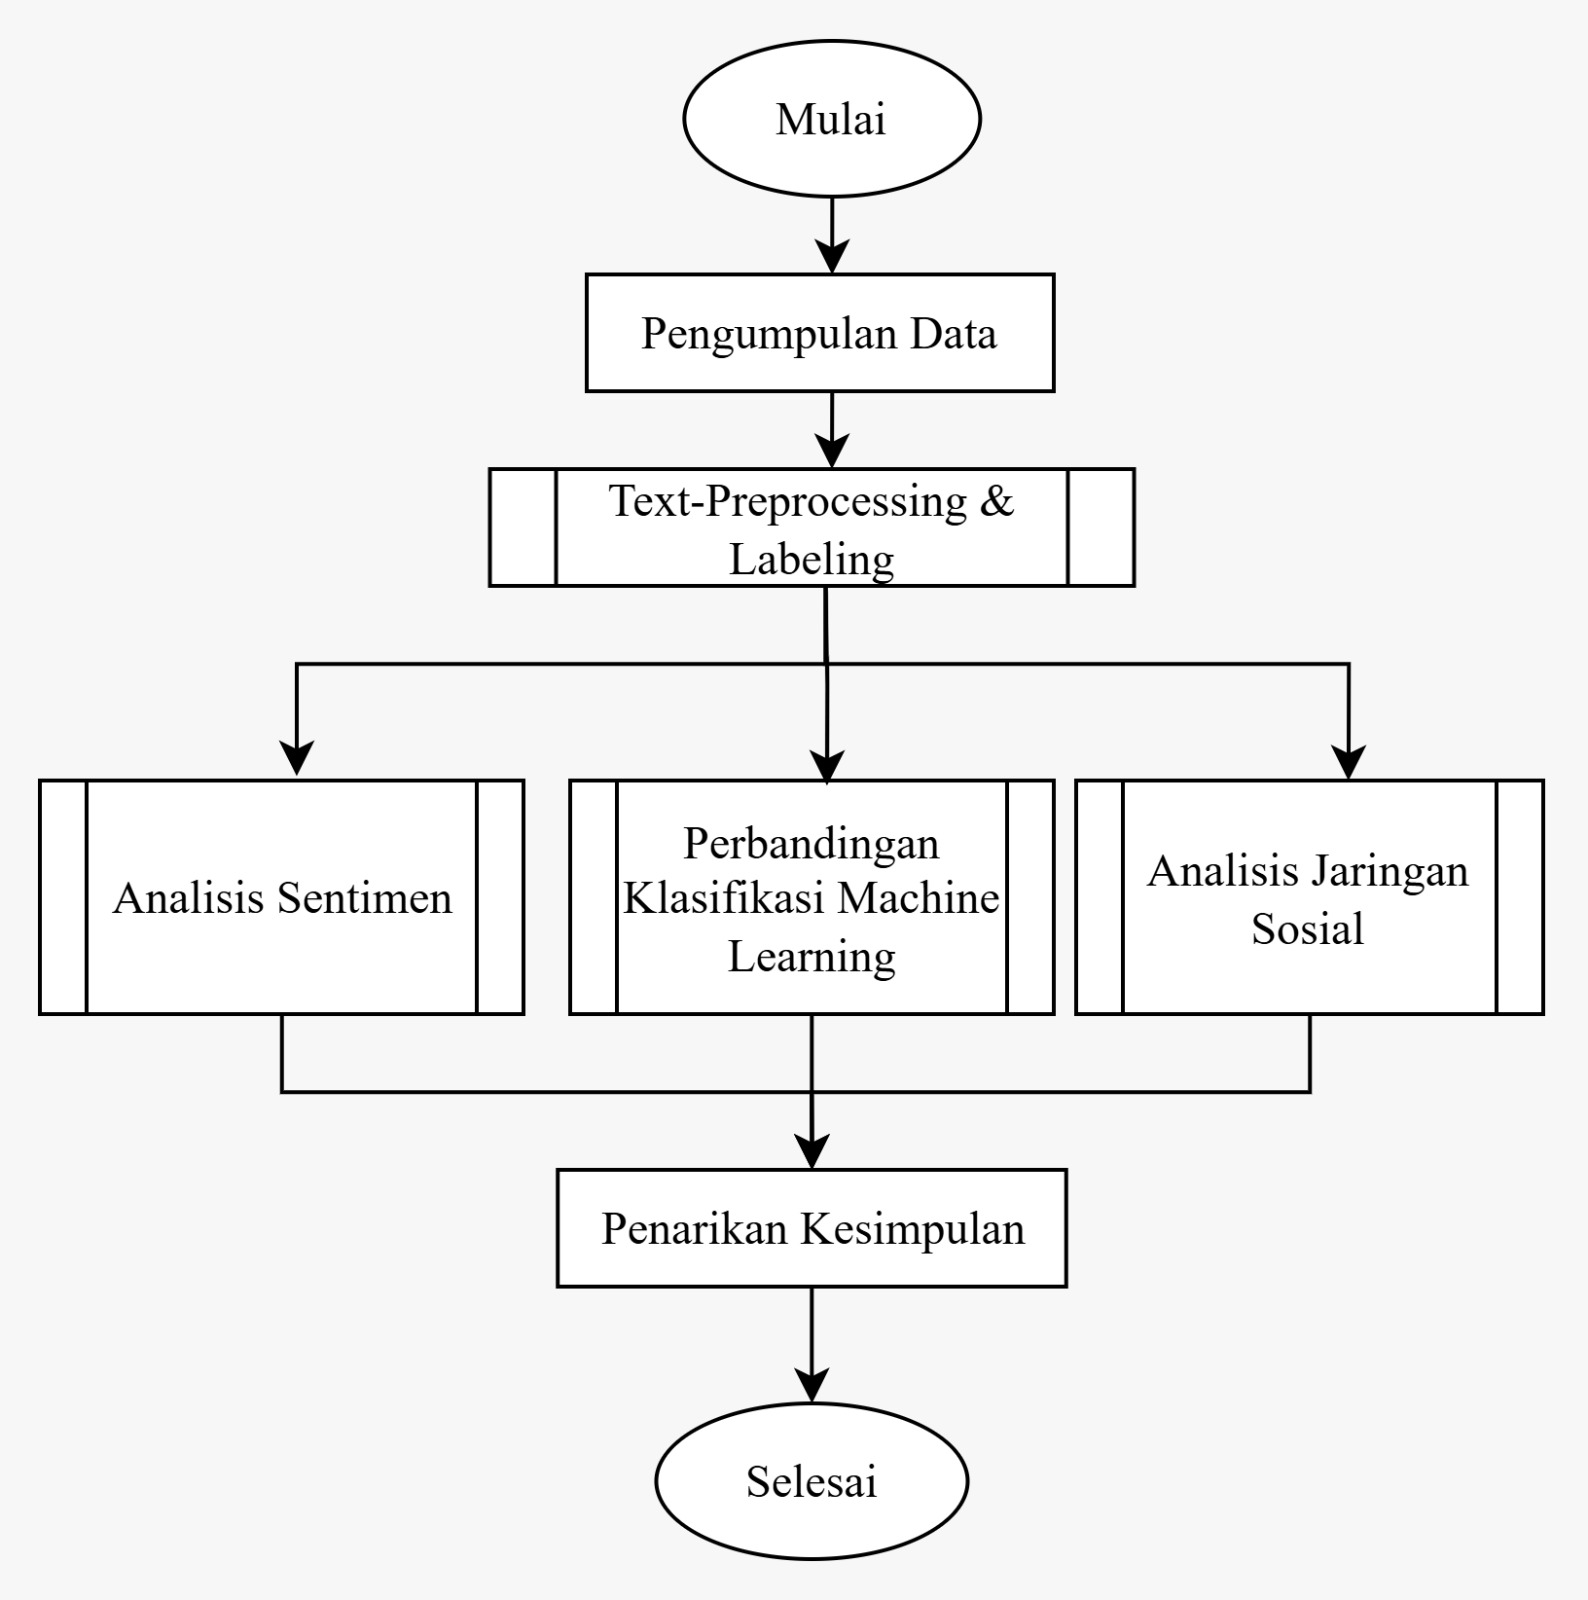 Mulai
Pengumpulan Data
Text-Preprocessing &
Labeling
Analisis Sentimen
Perbandingan
Klasifikasi Machine
Learning
Analisis Jaringan
Sosial
Penarikan Kesimpulan
Selesai